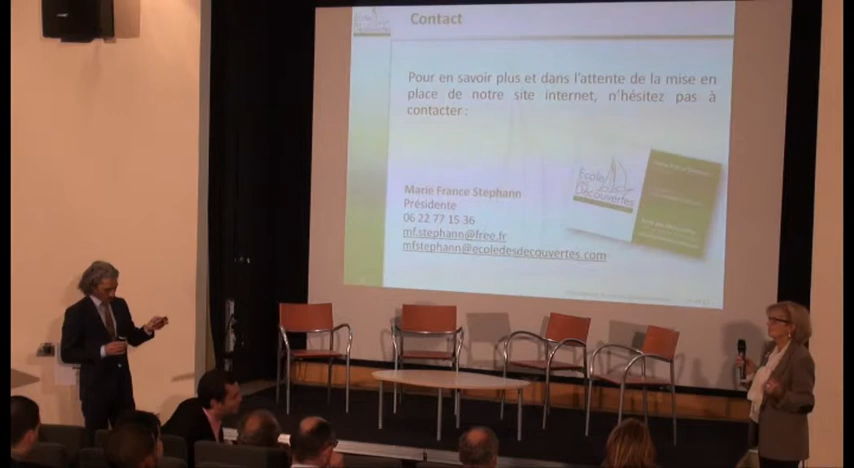 Contact
Pour en savoir plus et dans l'attente de la mise en
place de notre site internet, n'hésitez pas à
contacter :
École
des
Découvertes
Marie France Stephann
Présidente
06 22 77 15 36
mf.stephann@free.fr
mfstephann@ecoledesdecouvertes.com